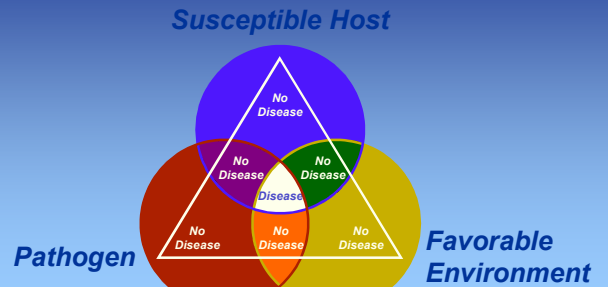 Susceptible Host
No
Disease
No
Disease
No
Disease
Disease
No
Disease
No
Disease
No
Disease
Pathogen
Favorable
Environment